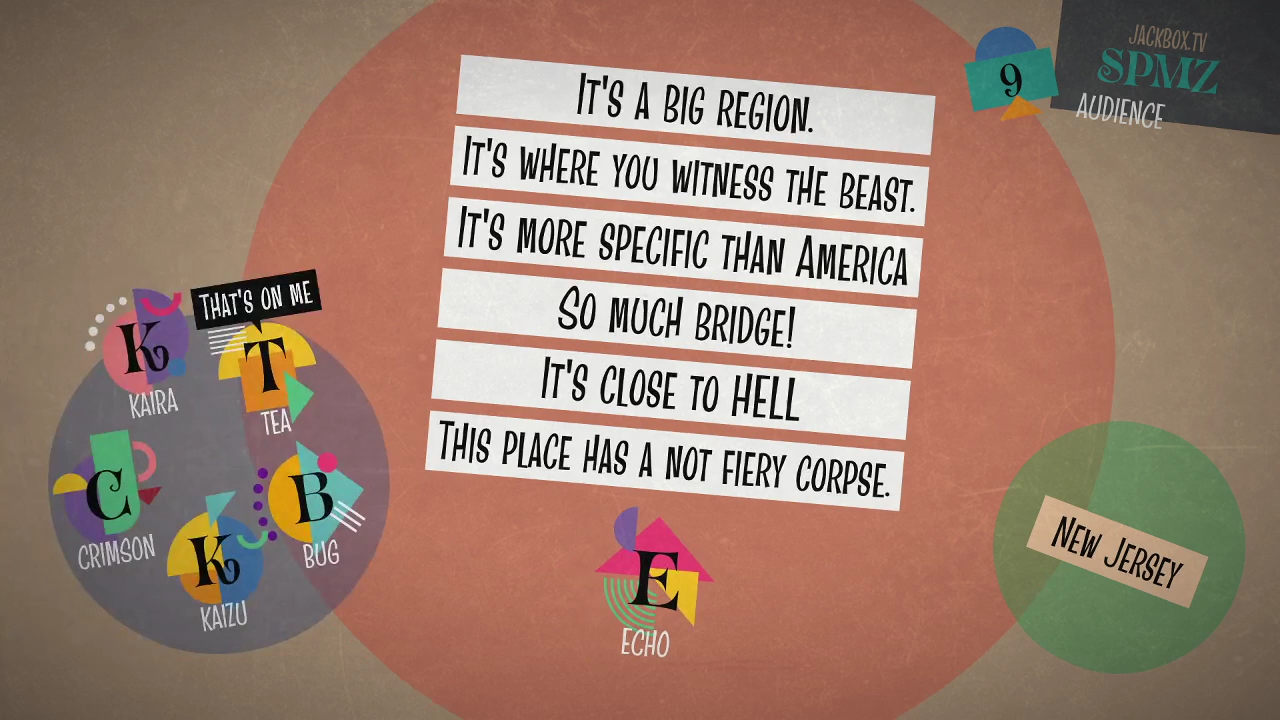 JACKBOX.TV
SPMZ
9
AUDIENCE
It's a big region.
It's where you witness the beast.
It's more specific than America
So much bridge!
It's close to HELL
This place has a not fiery corpse.
That's on me
K
KAIRA
T
TEA
C
CRIMSON
B
BUG
K
KAIZU
E
ECHO
New Jersey